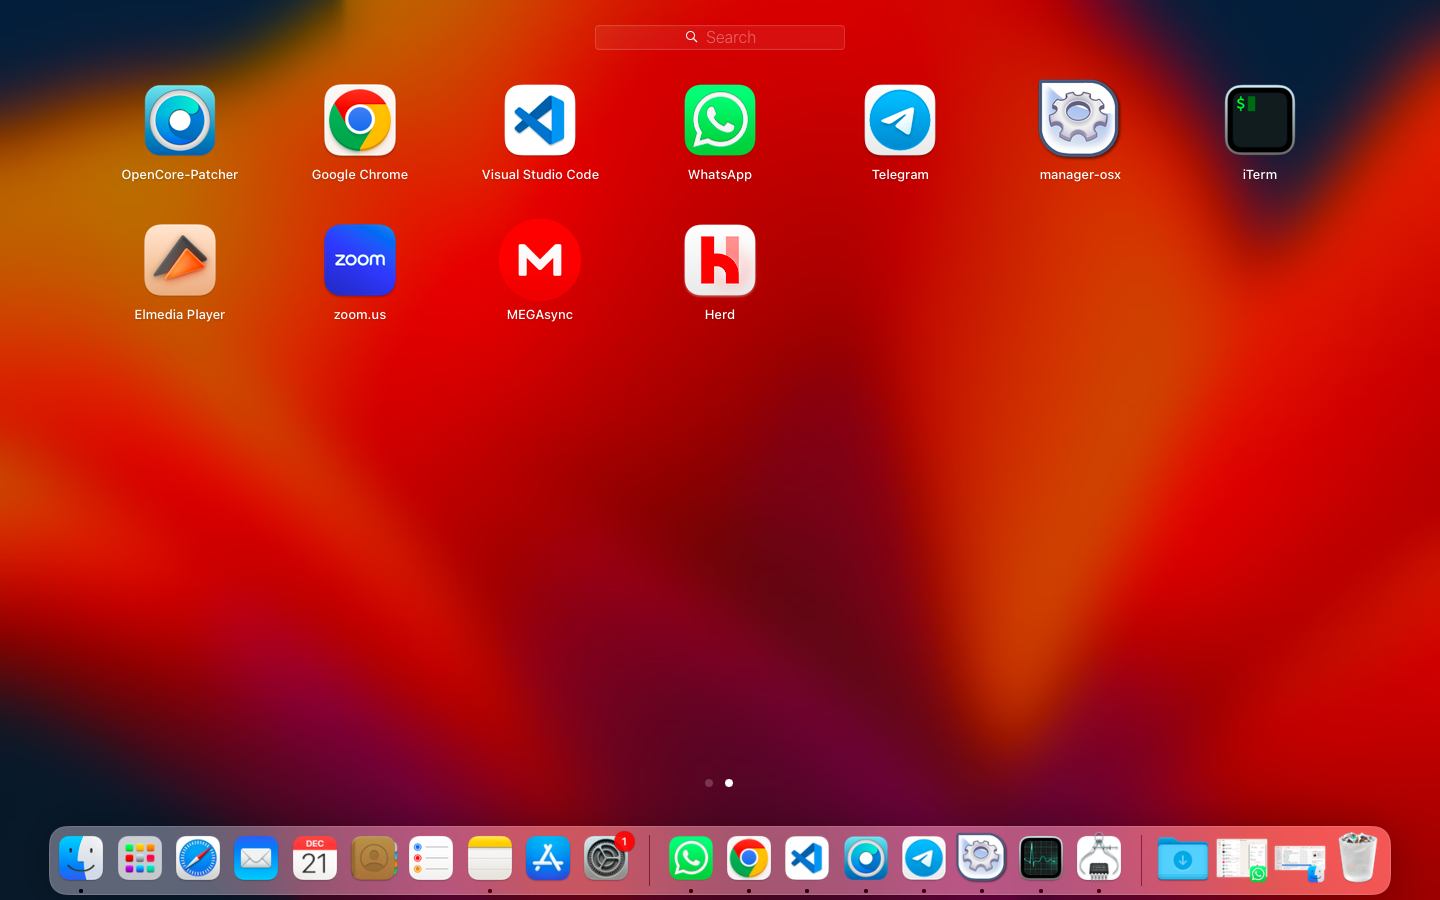 Search
OpenCore-Patcher
Google Chrome
Visual Studio Code
WhatsApp
Telegram
manager-osx
$
iTerm
Elmedia Player
zoom
zoom.us
M
MEGAsync
h
Herd
DEC
21
1